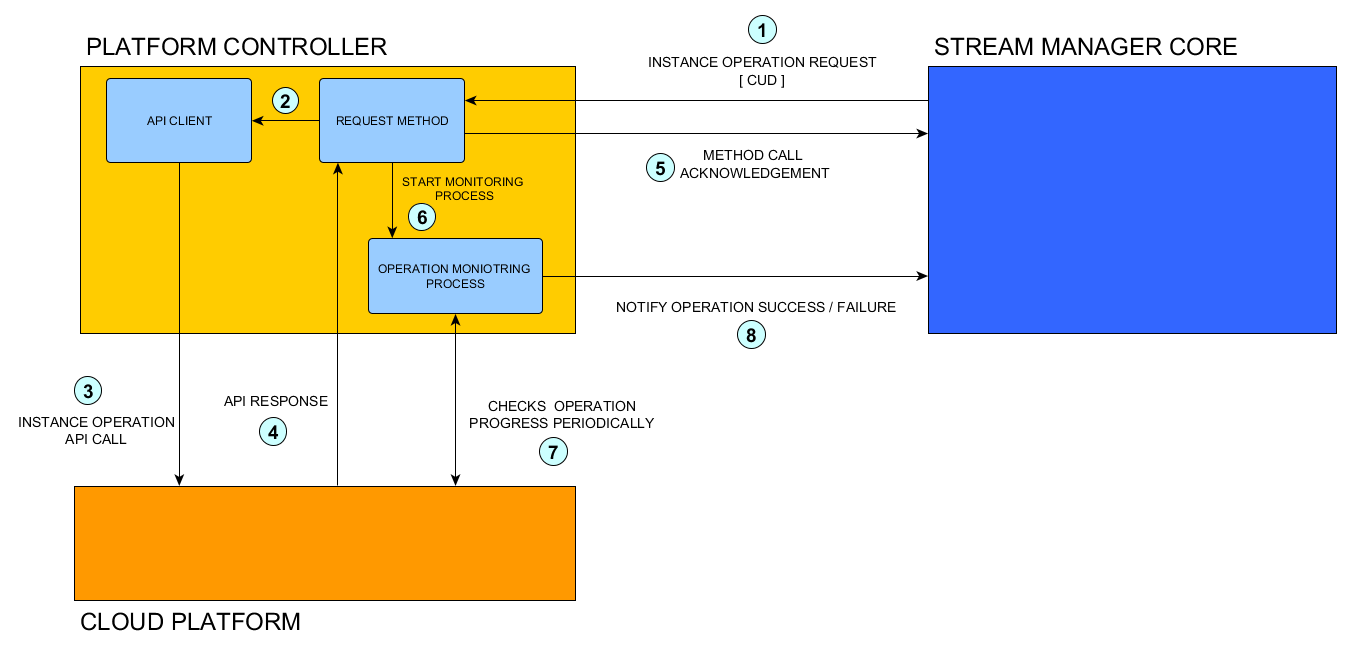 1
PLATFORM CONTROLLER
STREAM MANAGER CORE
INSTANCE OPERATION REQUEST
[ CUD ]
2
API CLIENT
REQUEST METHOD
METHOD CALL
5
ACKNOWLEDGEMENT
START MONITORING
PROCESS
6
OPERATION MONIOTRING
PROCESS
NOTIFY OPERATION SUCCESS / FAILURE
8
3
INSTANCE OPERATION
API CALL
API RESPONSE
4
CHECKS  OPERATION
PROGRESS PERIODICALLY
7
CLOUD PLATFORM